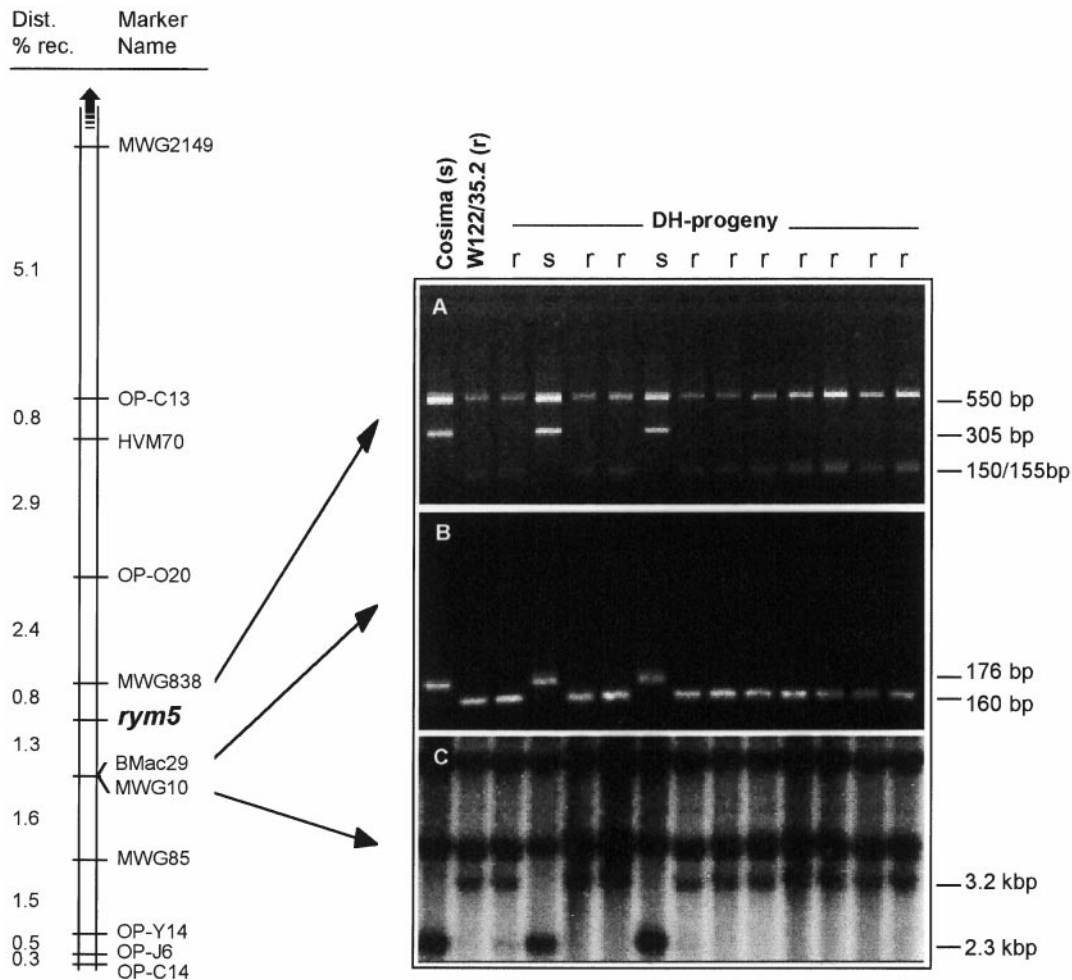 Dist.
% rec.
Marker
Name
MWG2149
5.1
OP-C13
0.8
HVM70
2.9
OP-O20
2.4
MWG838
0.8
rym5
1.3
BMac29
MWG10
1.6
MWG85
1.5
OP-Y14
0.5
OP-J6
0.3
OP-C14
Cosima (s)
W122/35.2 (r)
DH-progeny
r s r r s r r r r r r r
A
550 bp
305 bp
150/155bp
B
176 bp
160 bp
C
3.2 kbp
2.3 kbp